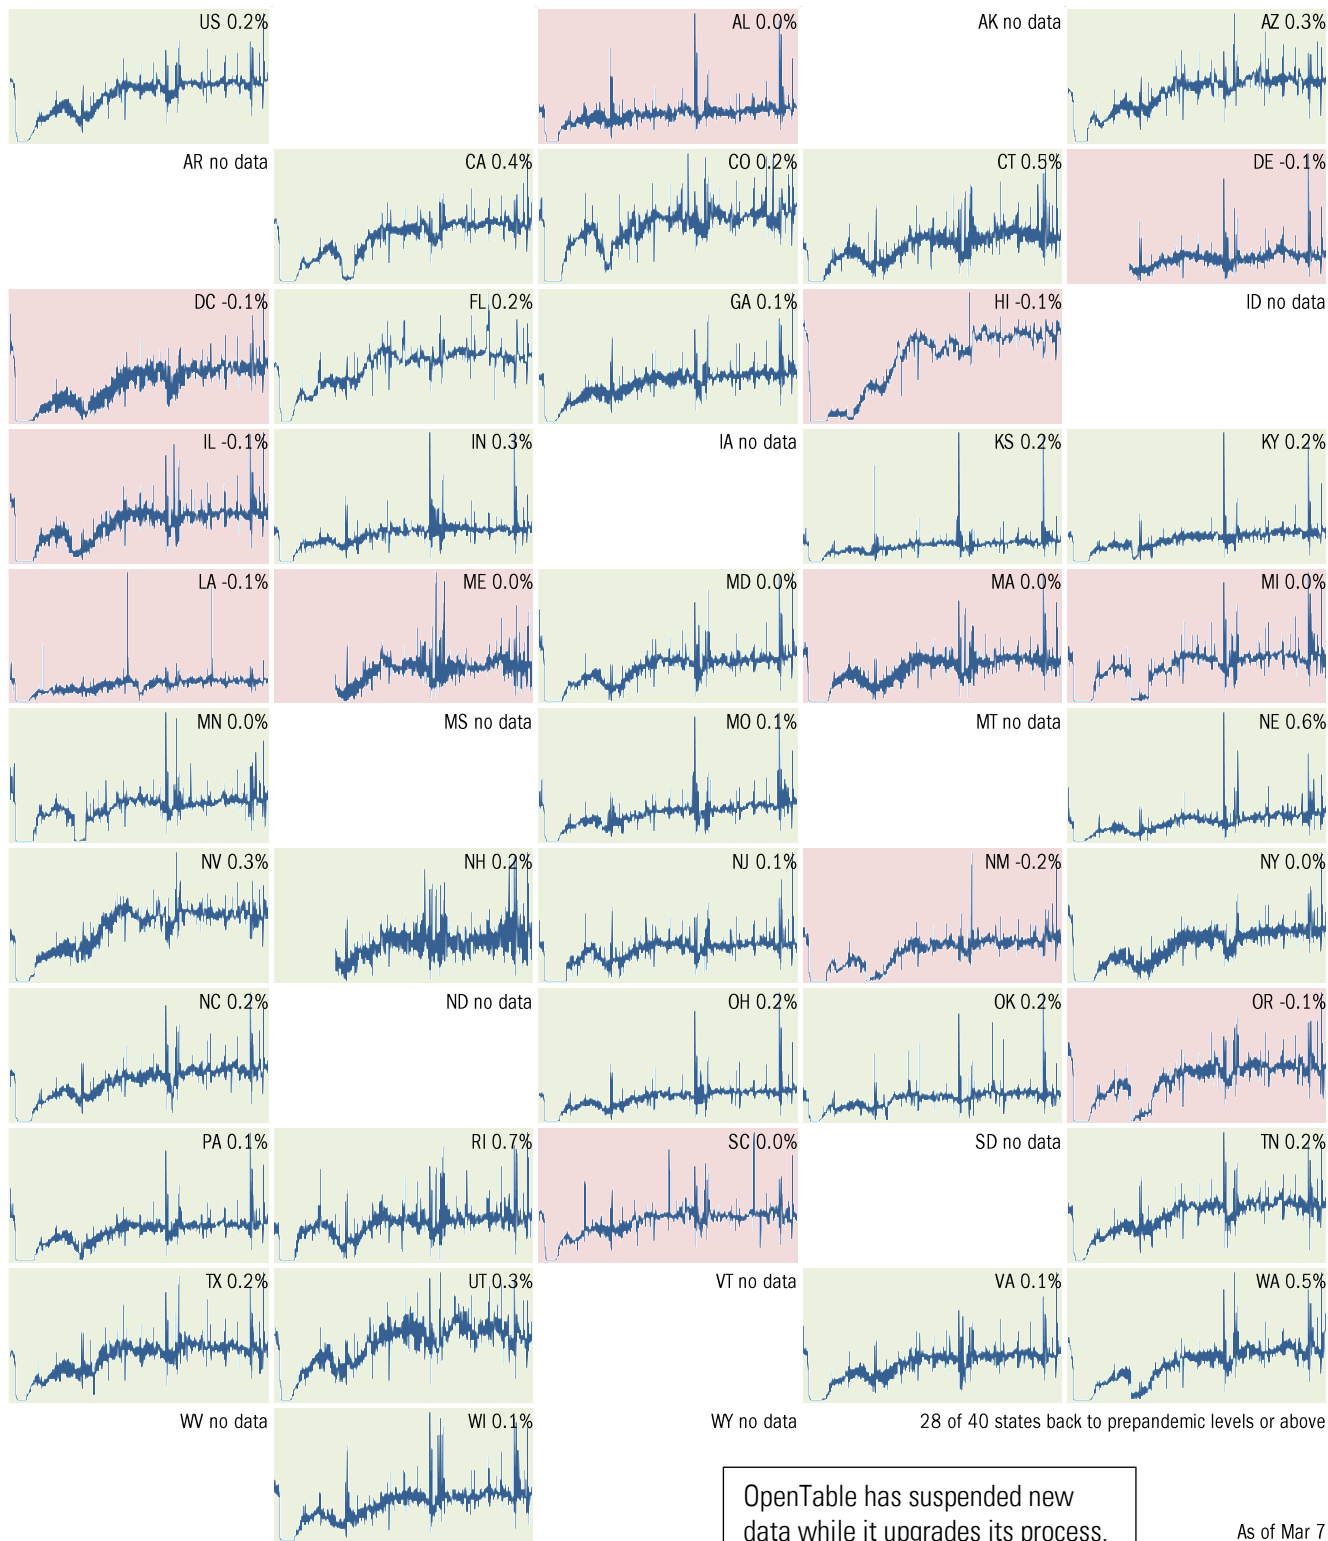 US 0.2%
AL 0.0%
AK no data
AZ 0.3%
AR no data
CA 0.4%
CO 0.2%
CT 0.5%
DE -0.1%
DC -0.1%
FL 0.2%
GA 0.1%
HI -0.1%
ID no data
IL -0.1%
IN 0.3%
IA no data
KS 0.2%
KY 0.2%
LA -0.1%
ME 0.0%
MD 0.0%
MA 0.0%
MI 0.0%
MN 0.0%
MS no data
MO 0.1%
MT no data
NE 0.6%
NV 0.3%
NH 0.2%
NJ 0.1%
NM -0.2%
NY 0.0%
NC 0.2%
ND no data
OH 0.2%
OK 0.2%
OR -0.1%
PA 0.1%
RI 0.7%
SC 0.0%
SD no data
TN 0.2%
TX 0.2%
UT 0.3%
VT no data
VA 0.1%
WA 0.5%
WV no data
WI 0.1%
WY no data
28 of 40 states back to prepandemic levels or above
OpenTable has suspended new
data while it upgrades its process.
As of Mar 7